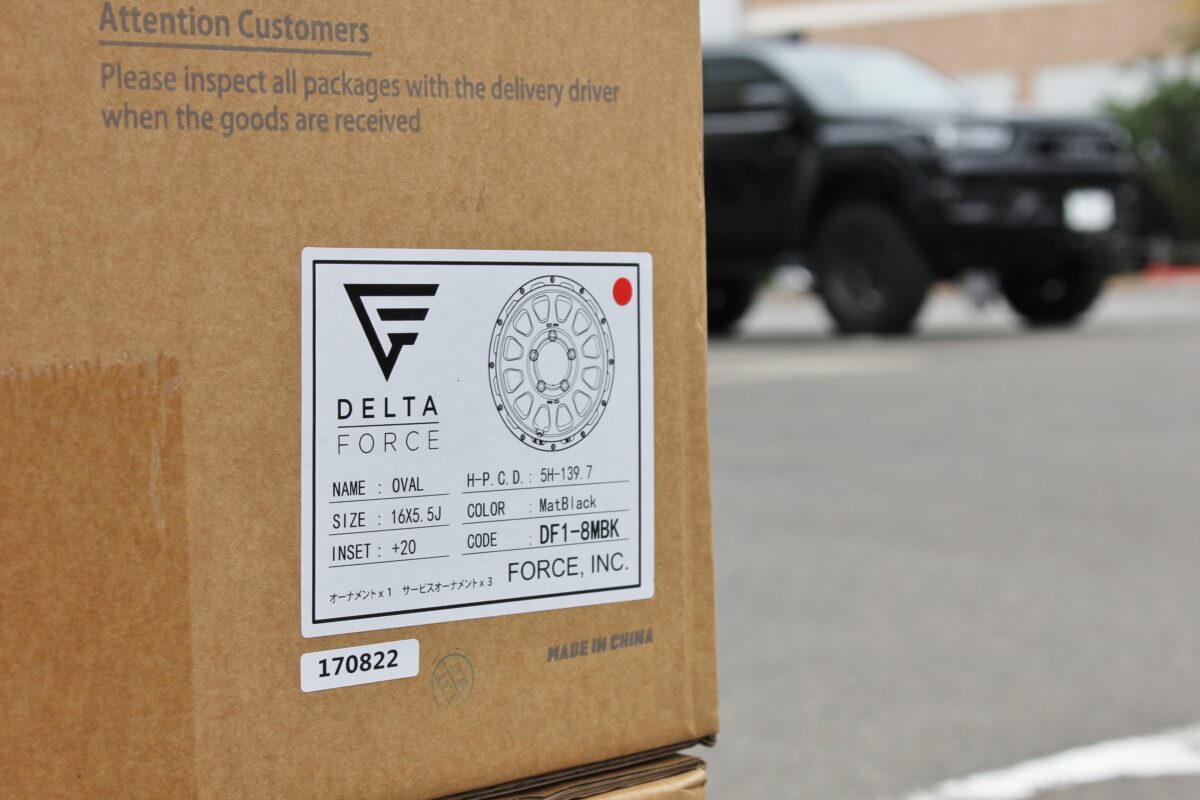 Attention Customers
Please inspect all packages with the delivery driver
when the goods are received
DELTA
FORCE
NAME : OVAL
H-P.C.D. : 5H-139.7
SIZE : 16X5.5J
COLOR : MatBlack
INSET : +20
CODE : DF1-8MBK
FORCE, INC.
オーナメントx1 サービスオーナメントx3
170822
MADE IN CHINA